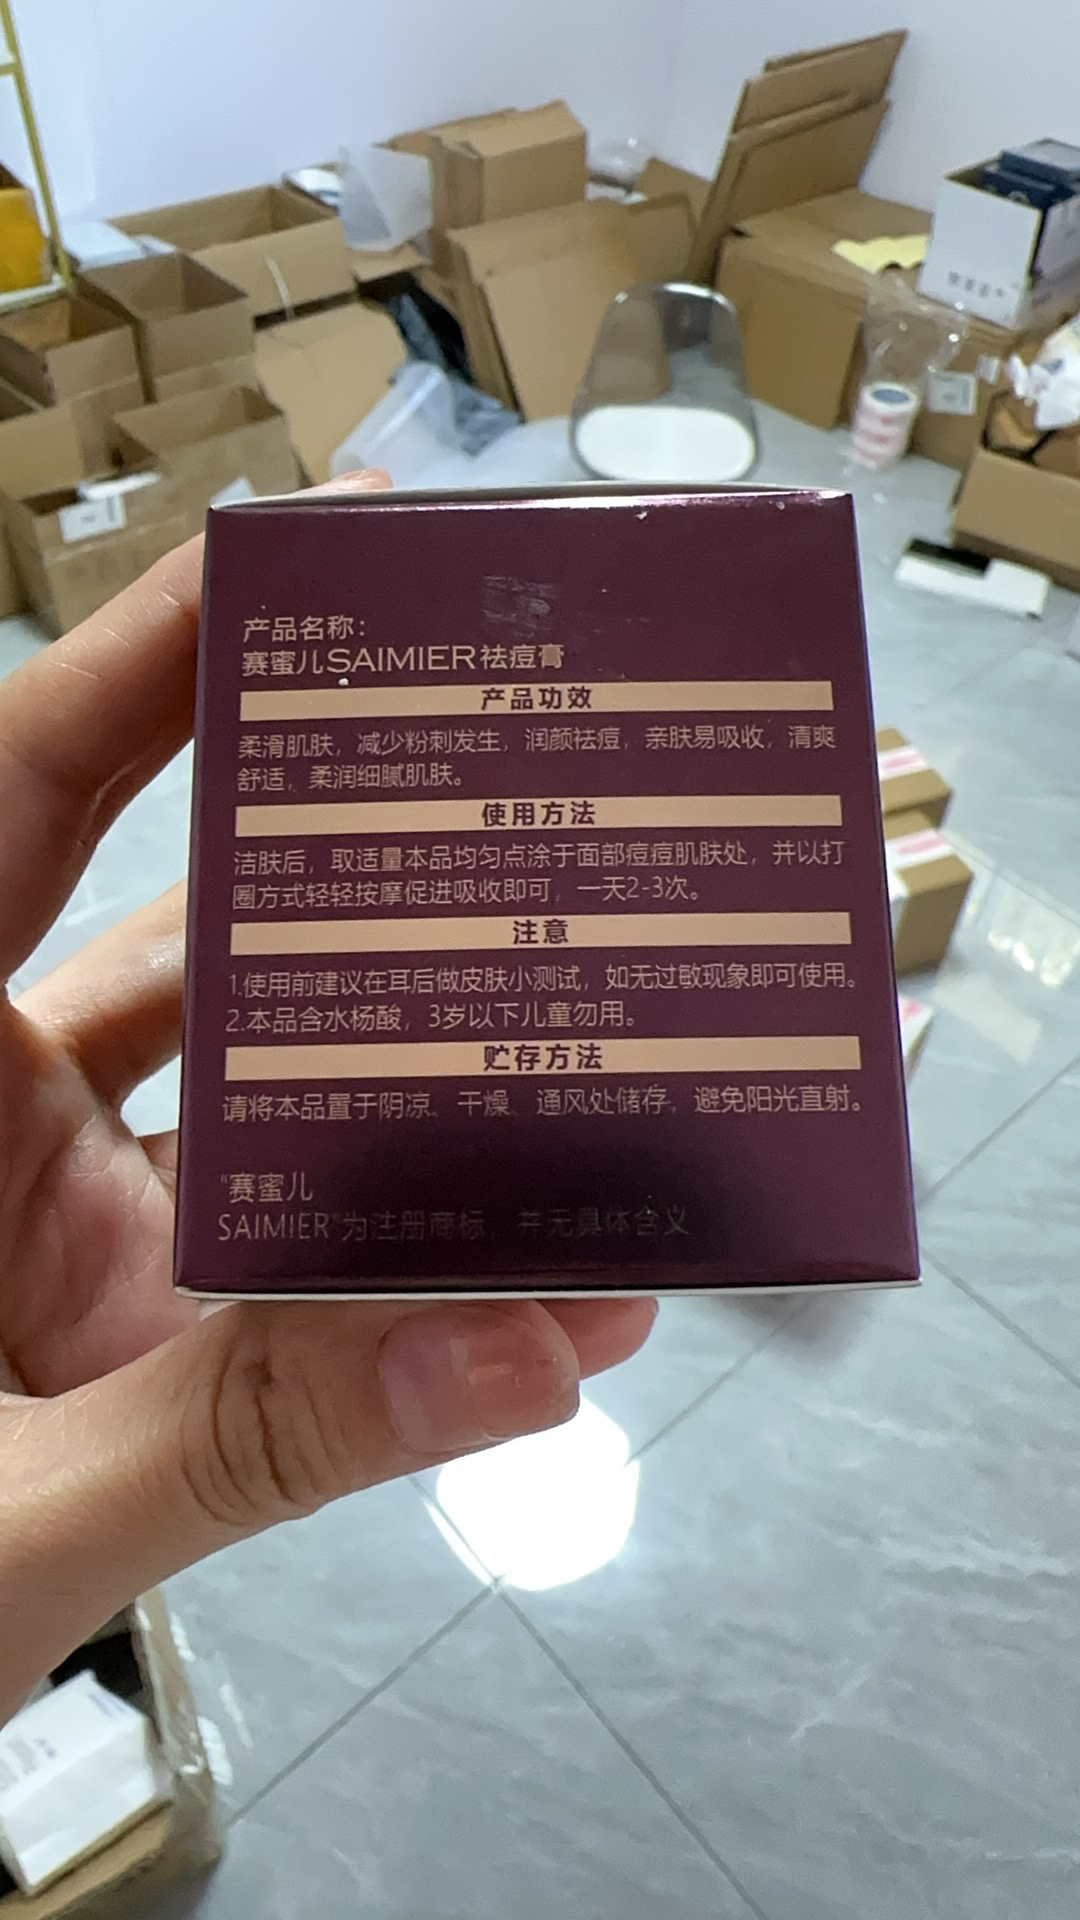 产品名称：
赛蜜儿SAIMIER祛痘膏
产品功效
柔滑肌肤，减少粉刺发生，润颜祛痘，亲肤易吸收，清爽
舒适，柔润细腻肌肤。
使用方法
洁肤后，取适量本品均匀点涂于面部痘痘肌肤处，并以打
圈方式轻轻按摩促进吸收即可，一天2-3次。
注意
1.使用前建议在耳后做皮肤小测试，如无过敏现象即可使用。
2.本品含水杨酸，3岁以下儿童勿用。
贮存方法
请将本品置于阴凉、干燥、通风处储存，避免阳光直射。
"赛蜜儿
SAIMIER"为注册商标，并无具体含义